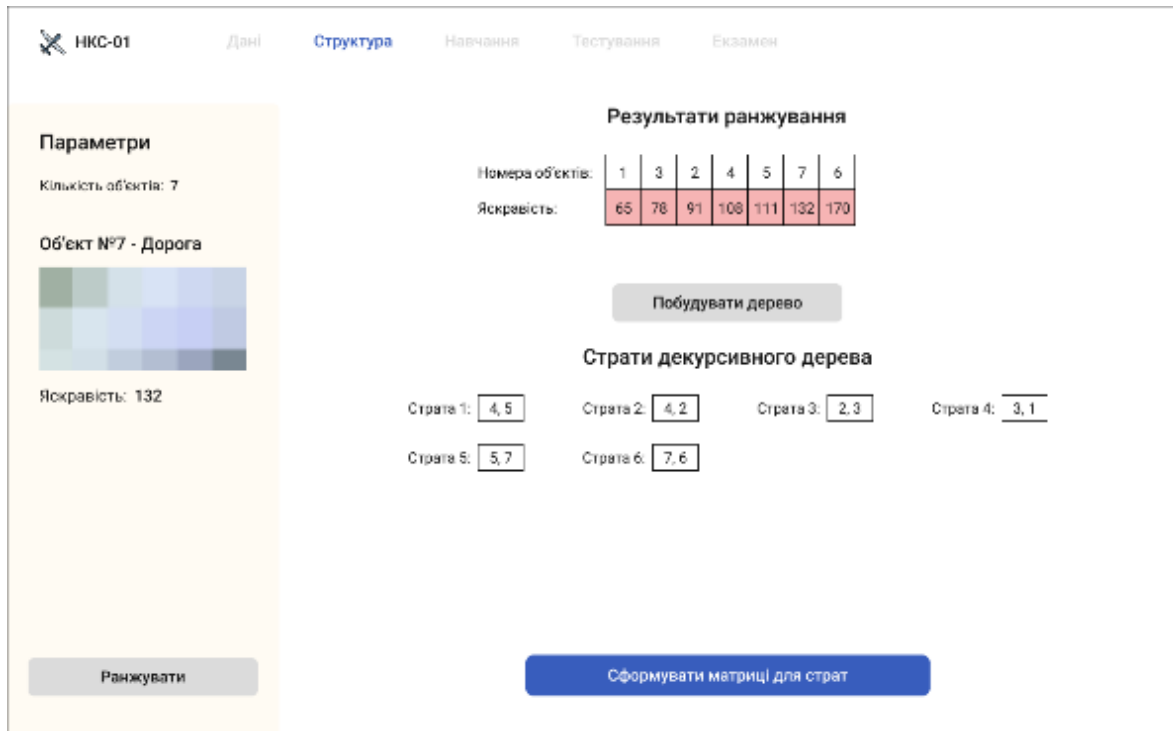 НКС-01 Дані Структура Навчання Тестування Екзамен
Параметри
Кількість об'єктів: 7
Об'єкт №7 - Дорога
Яскравість: 132
Ранжувати
Результати ранжування
Номера об'єктів: 1 3 2 4 5 7 6
Яскравість: 65 78 91 108 111 132 170
Побудувати дерево
Страти декурсивного дерева
Страта 1: 4, 5 Страта 2: 4, 2 Страта 3: 2, 3 Страта 4: 3, 1
Страта 5: 5, 7 Страта 6: 7, 6
Сформувати матриці для страт